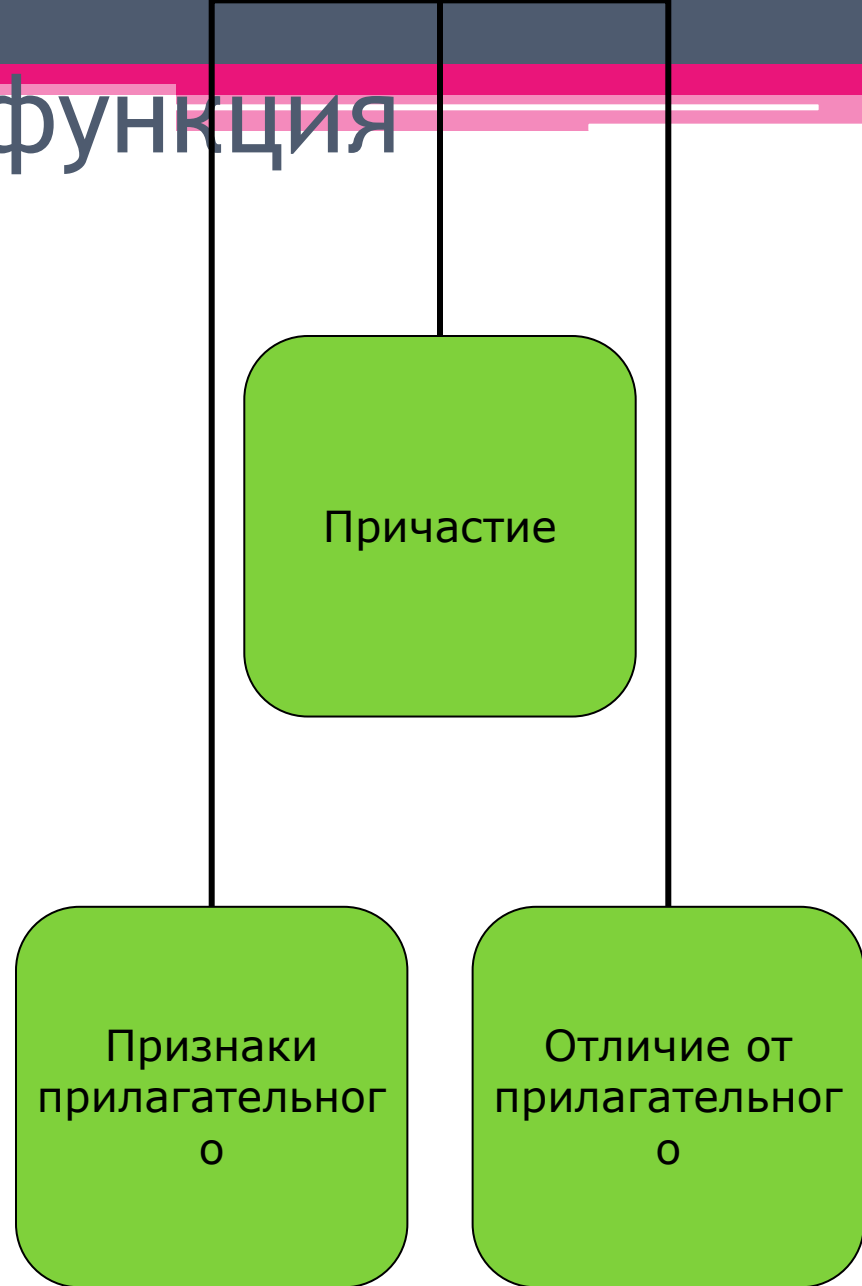 функция
Причастие
Признаки
прилагательног
о
Отличие от
прилагательног
о